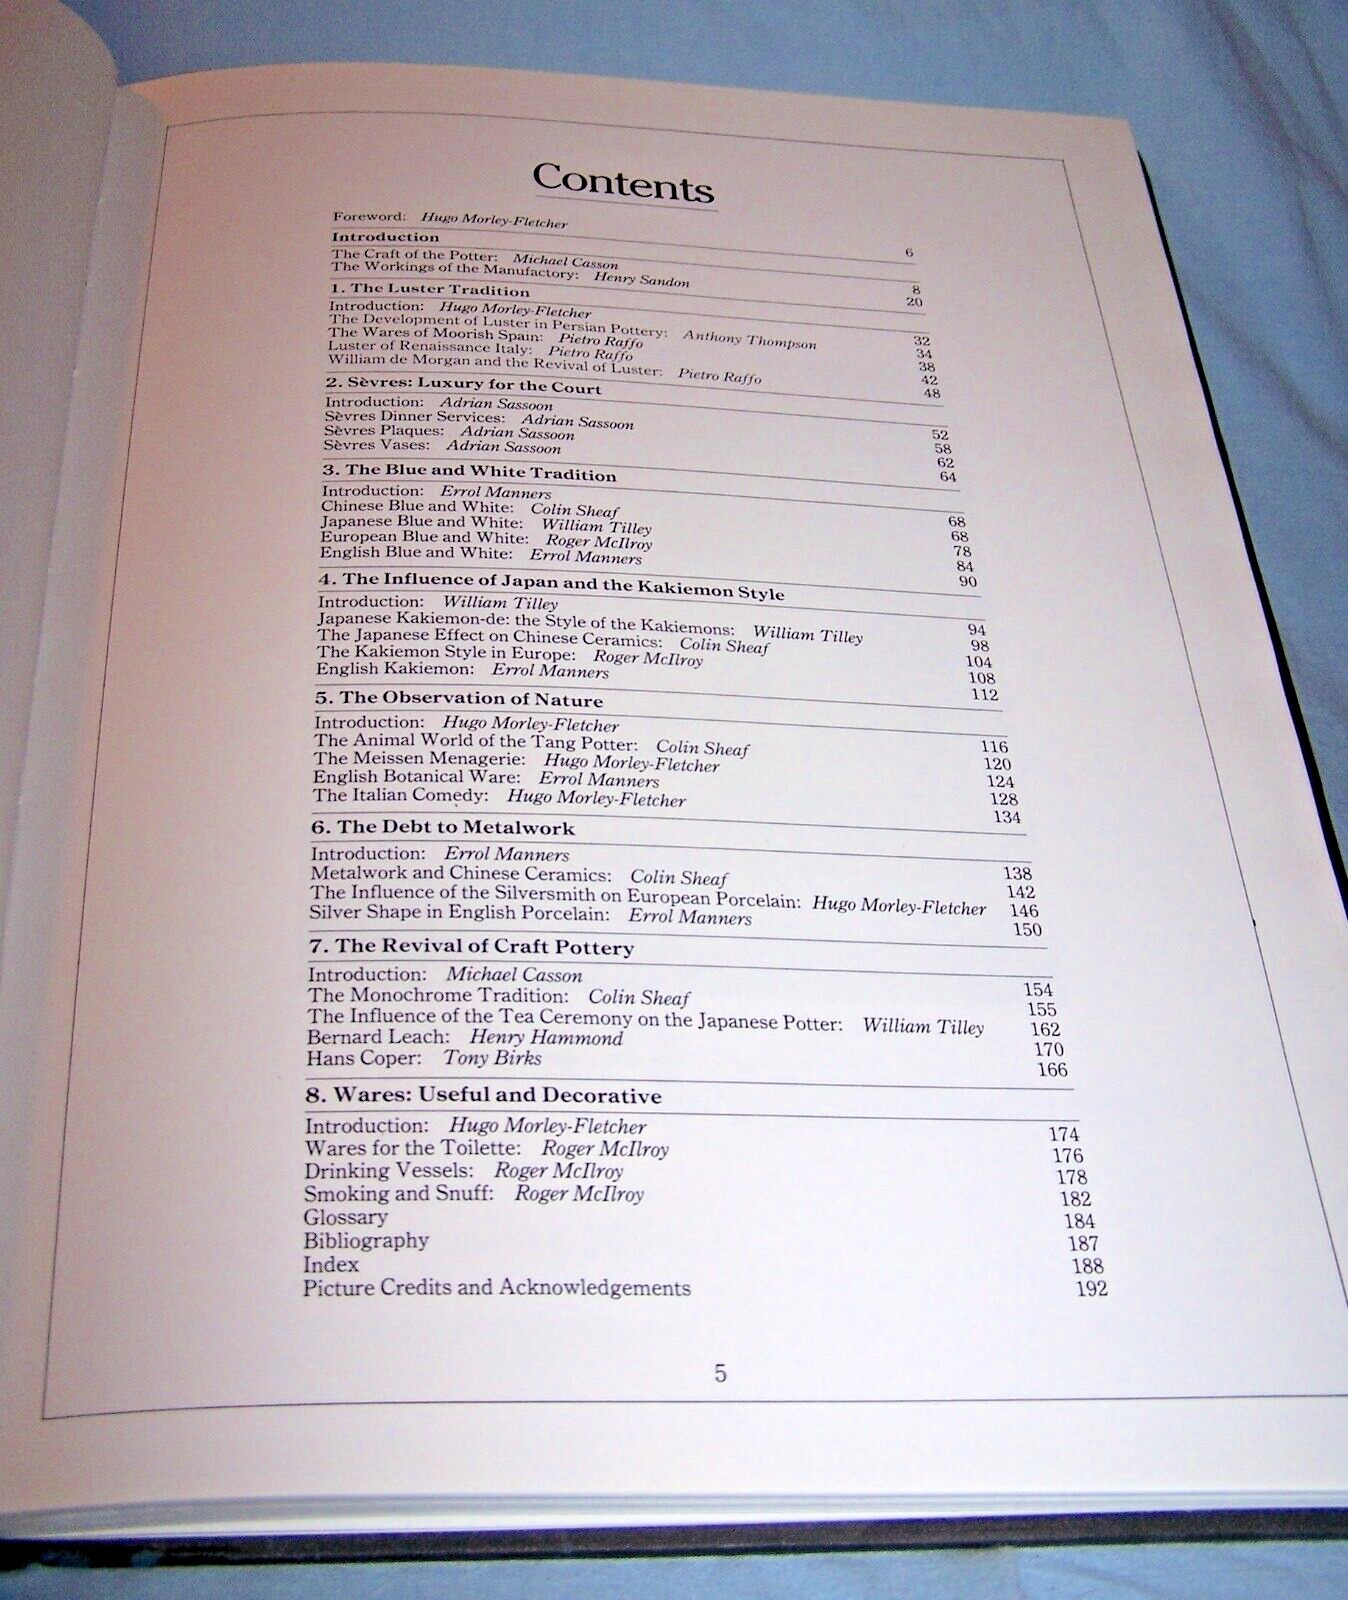 Contents
Foreword: Hugo Morley-Fletcher 6
Introduction
The Craft of the Potter: Michael Casson 8
The Workings of the Manufactory: Henry Sandon 20
1. The Luster Tradition
Introduction: Hugo Morley-Fletcher 32
The Development of Luster in Persian Pottery: Anthony Thompson 34
The Wares of Moorish Spain: Pietro Raffo 38
Luster of Renaissance Italy: Pietro Raffo 42
William de Morgan and the Revival of Luster: Pietro Raffo 48
2. Sèvres: Luxury for the Court
Introduction: Adrian Sassoon 52
Sèvres Dinner Services: Adrian Sassoon 58
Sèvres Plaques: Adrian Sassoon 62
Sèvres Vases: Adrian Sassoon 64
3. The Blue and White Tradition
Introduction: Errol Manners 68
Chinese Blue and White: Colin Sheaf 68
Japanese Blue and White: William Tilley 78
European Blue and White: Roger McIlroy 84
English Blue and White: Errol Manners 90
4. The Influence of Japan and the Kakiemon Style
Introduction: William Tilley 94
Japanese Kakiemon-de: the Style of the Kakiemons: William Tilley 98
The Japanese Effect on Chinese Ceramics: Colin Sheaf 104
The Kakiemon Style in Europe: Roger McIlroy 108
English Kakiemon: Errol Manners 112
5. The Observation of Nature
Introduction: Hugo Morley-Fletcher 116
The Animal World of the Tang Potter: Colin Sheaf 120
The Meissen Menagerie: Hugo Morley-Fletcher 124
English Botanical Ware: Errol Manners 128
The Italian Comedy: Hugo Morley-Fletcher 134
6. The Debt to Metalwork
Introduction: Errol Manners 138
Metalwork and Chinese Ceramics: Colin Sheaf 142
The Influence of the Silversmith on European Porcelain: Hugo Morley-Fletcher 146
Silver Shape in English Porcelain: Errol Manners 150
7. The Revival of Craft Pottery
Introduction: Michael Casson 154
The Monochrome Tradition: Colin Sheaf 155
The Influence of the Tea Ceremony on the Japanese Potter: William Tilley 162
Bernard Leach: Henry Hammond 170
Hans Coper: Tony Birks 166
8. Wares: Useful and Decorative
Introduction: Hugo Morley-Fletcher 174
Wares for the Toilette: Roger McIlroy 176
Drinking Vessels: Roger McIlroy 178
Smoking and Snuff: Roger McIlroy 182
Glossary 184
Bibliography 187
Index 188
Picture Credits and Acknowledgements 192
5